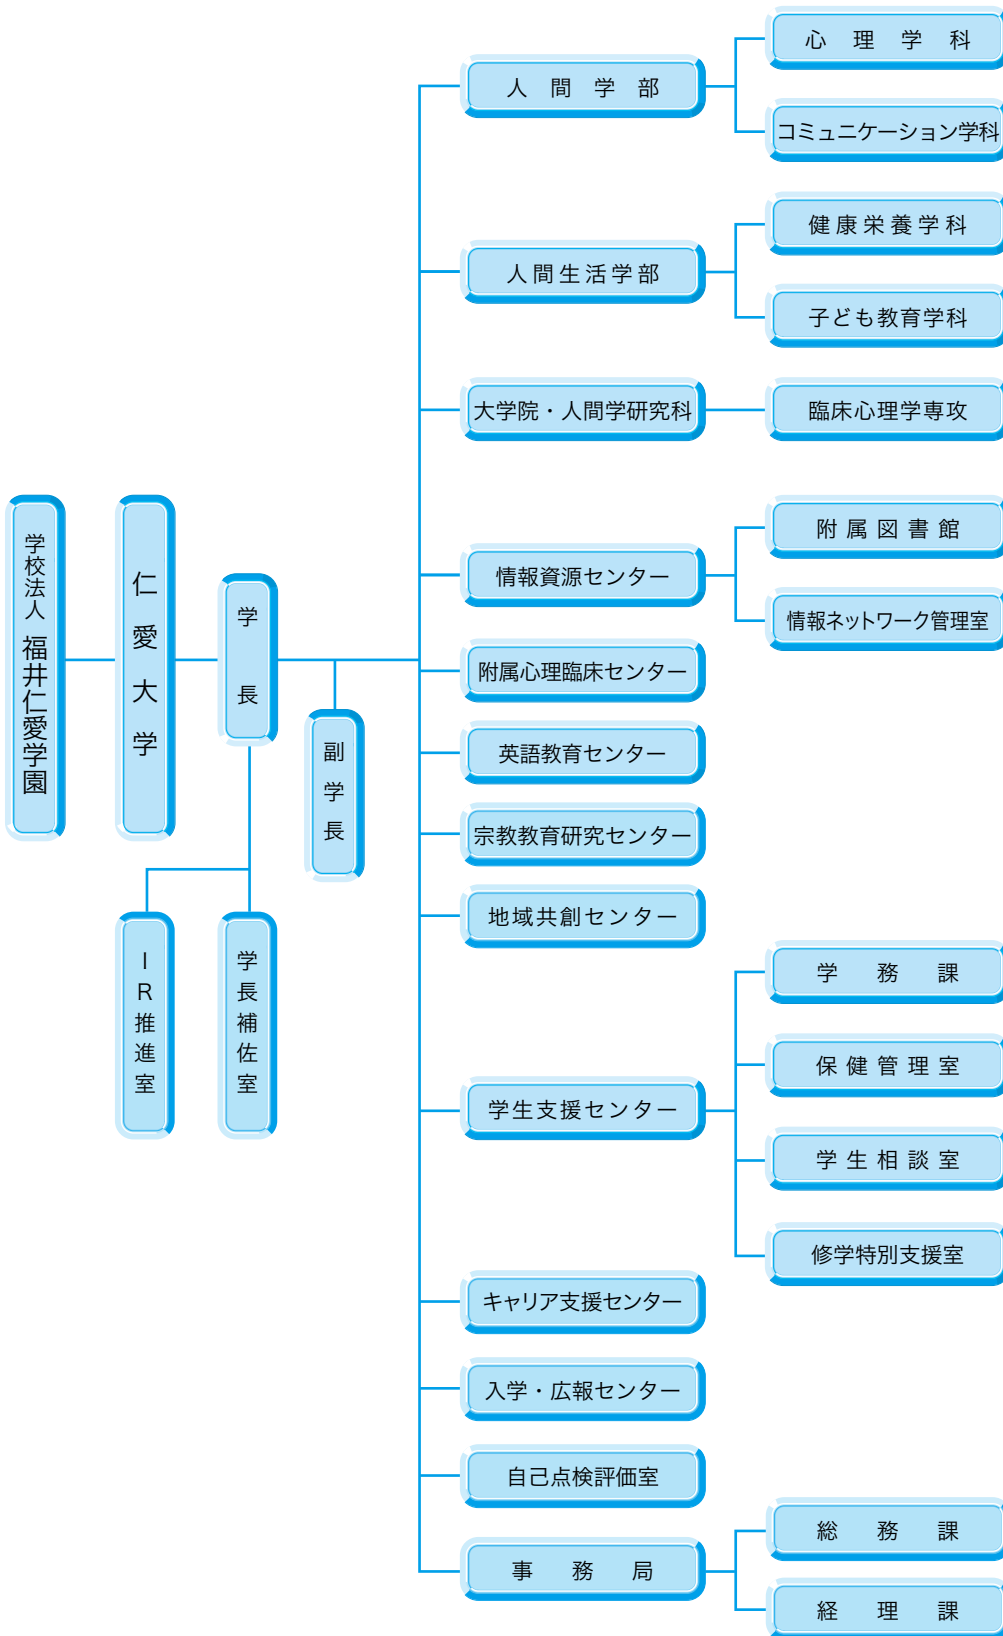 学校法人 福井仁愛学園
仁愛大学
学長
副学長
IR推進室
学長補佐室
人間学部
心理学科
コミュニケーション学科
人間生活学部
健康栄養学科
子ども教育学科
大学院・人間学研究科
臨床心理学専攻
情報資源センター
附属図書館
情報ネットワーク管理室
附属心理臨床センター
英語教育センター
宗教教育研究センター
地域共創センター
学生支援センター
学務課
保健管理室
学生相談室
修学特別支援室
キャリア支援センター
入学・広報センター
自己点検評価室
事務局
総務課
経理課